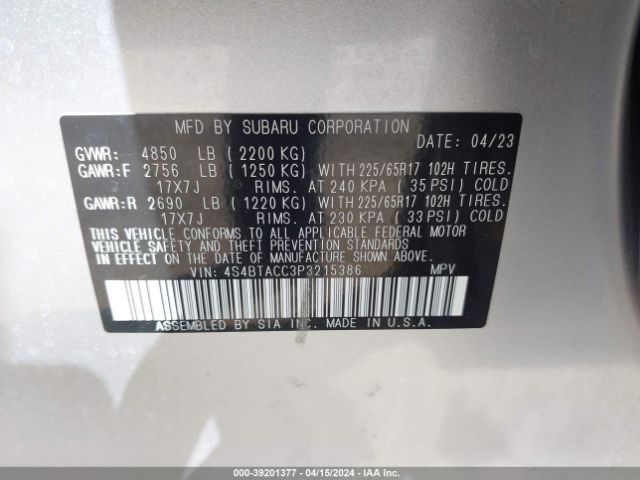 MFD BY SUBARU CORPORATION
DATE: 04/23
GVWR: 4850 LB ( 2200 KG)
GAWR:F 2756 LB ( 1250 KG) WITH 225/65R17 102H TIRES.
17X7J RIMS. AT 240 KPA ( 35 PSI) COLD
GAWR:R 2690 LB ( 1220 KG) WITH 225/65R17 102H TIRES.
17X7J RIMS. AT 230 KPA ( 33 PSI) COLD
THIS VEHICLE CONFORMS TO ALL APPLICABLE FEDERAL MOTOR
VEHICLE SAFETY AND BUMPER STANDARDS
IN EFFECT ON THE DATE OF MANUFACTURE SHOWN ABOVE.
VIN: 4S4BTACC3P3215386 MPV
ASSEMBLED BY SIA INC. MADE IN U.S.A.
000-39201377 - 04/15/2024 - IAA, Inc.